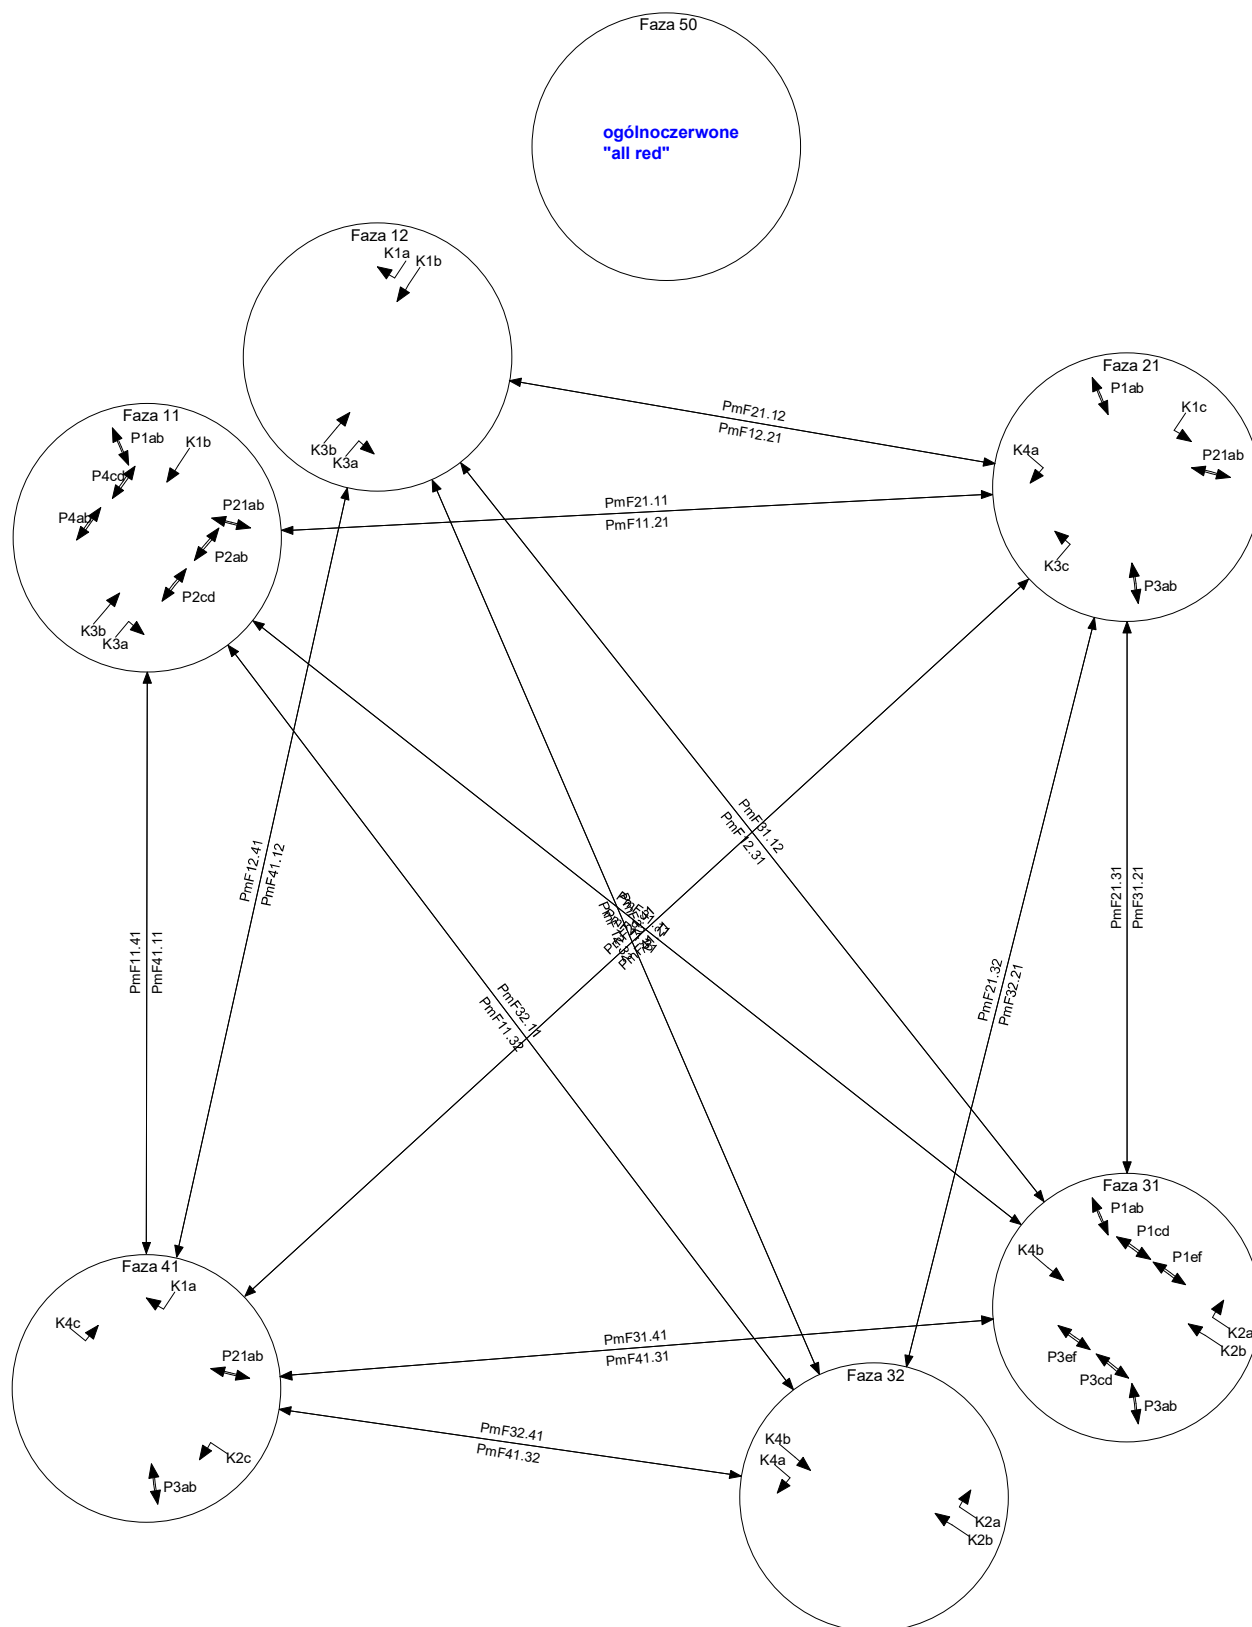 Faza 50
ogólnoczerwone
"all red"
Faza 12
K1a
K1b
K3b
K3a
Faza 11
P1ab
K1b
P4cd
P4ab
P21ab
P2ab
P2cd
K3b
K3a
Faza 21
P1ab
K1c
K4a
P21ab
K3c
P3ab
PmF21.12
PmF12.21
PmF21.11
PmF11.21
PmF12.41
PmF41.12
PmF31.12
PmF12.31
PmF11.41
PmF41.11
PmF21.31
PmF31.21
PmF21.32
PmF32.21
PmF32.11
PmF11.32
Faza 41
K1a
K4c
P21ab
K2c
P3ab
PmF31.41
PmF41.31
PmF32.41
PmF41.32
Faza 31
P1ab
P1cd
K4b
P1ef
K2a
K2b
P3ef
P3cd
P3ab
Faza 32
K4b
K4a
K2a
K2b